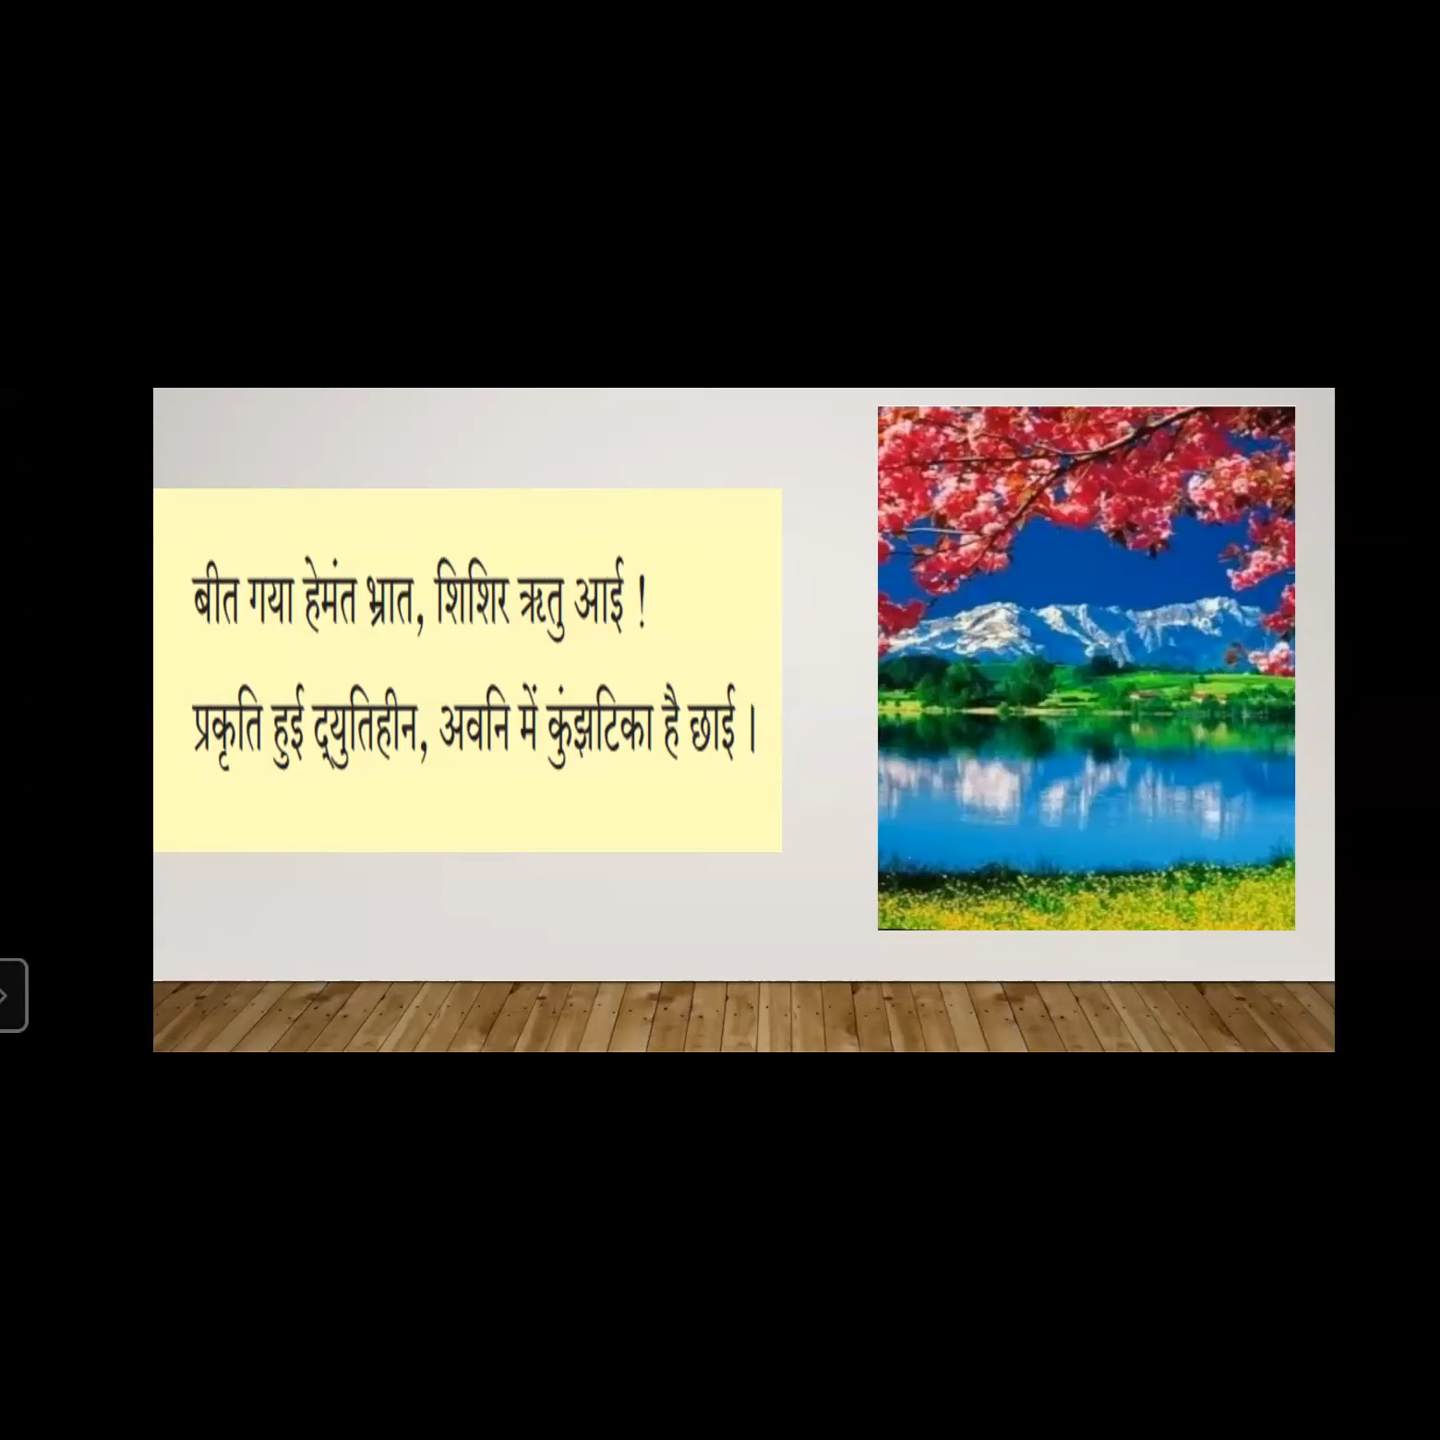 बीत गया हेमंत भ्रात, शिशिर ऋतु आई !
प्रकृति हुई द्‌युतिहीन, अवनि में कुंझटिका है छाई ।